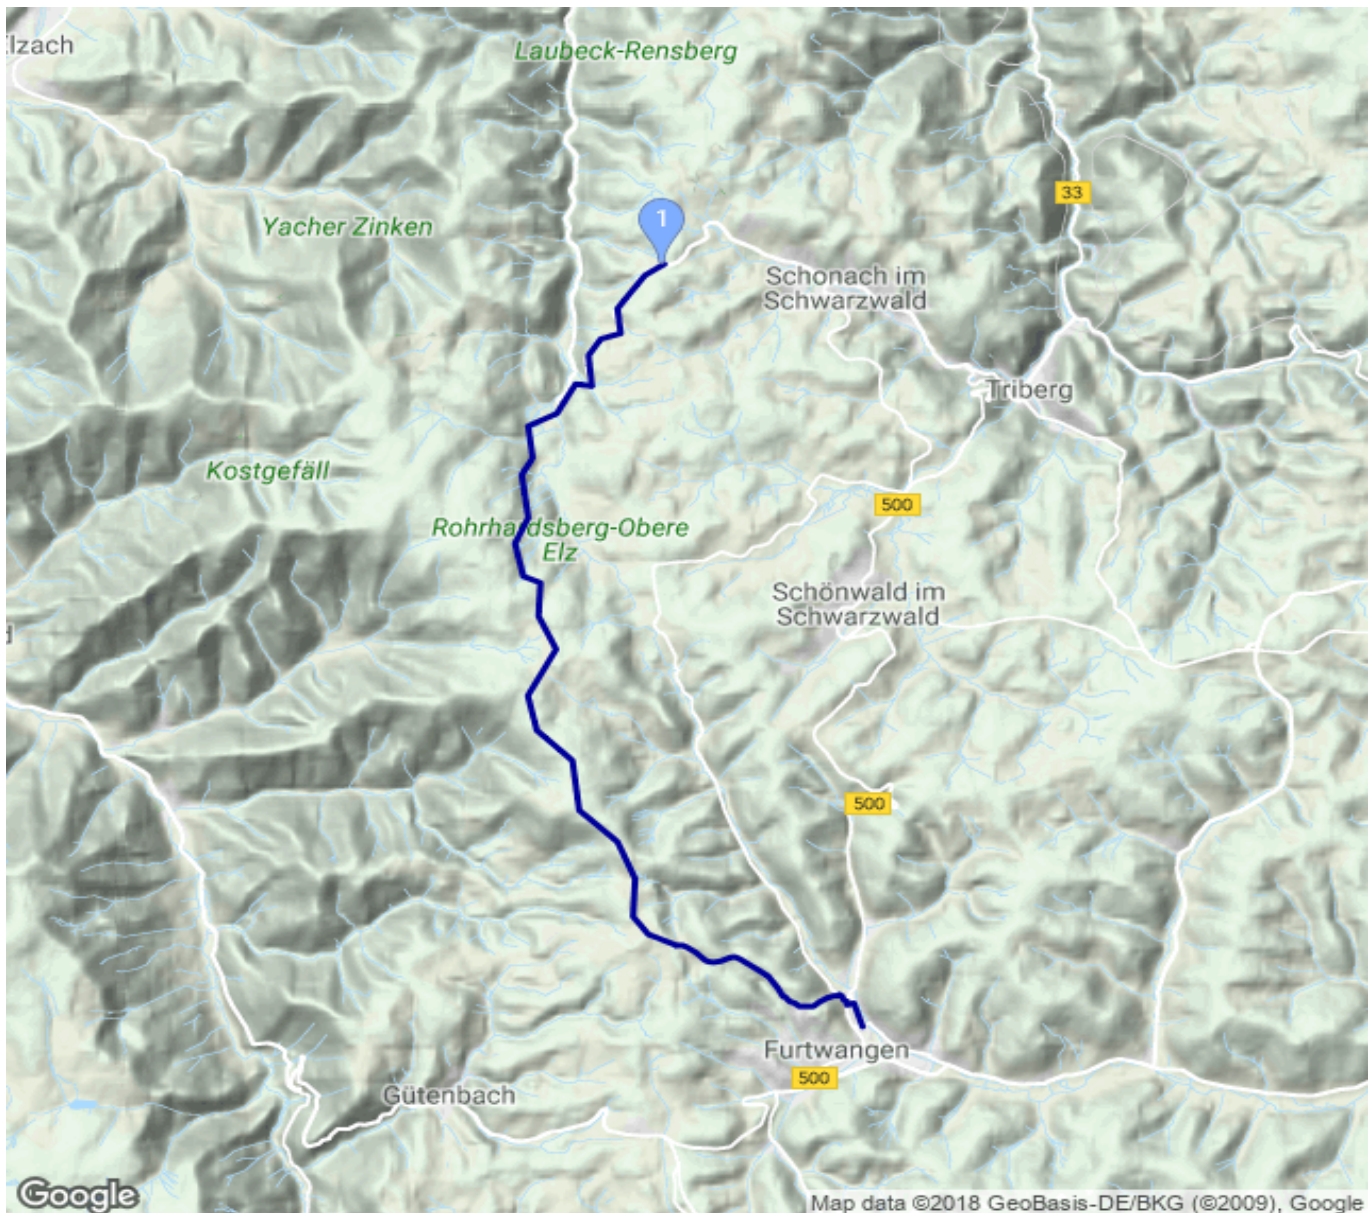 Laubeck-Rensberg
33
1
Yacher Zinken
Schonach im
Schwarzwald
Triberg
Kostgefäll
500
Rohrhardsberg-Obere
Elz
Schönwald im
Schwarzwald
500
Furtwangen
500
Gütenbach
Google
Map data ©2018 GeoBasis-DE/BKG (©2009), Google